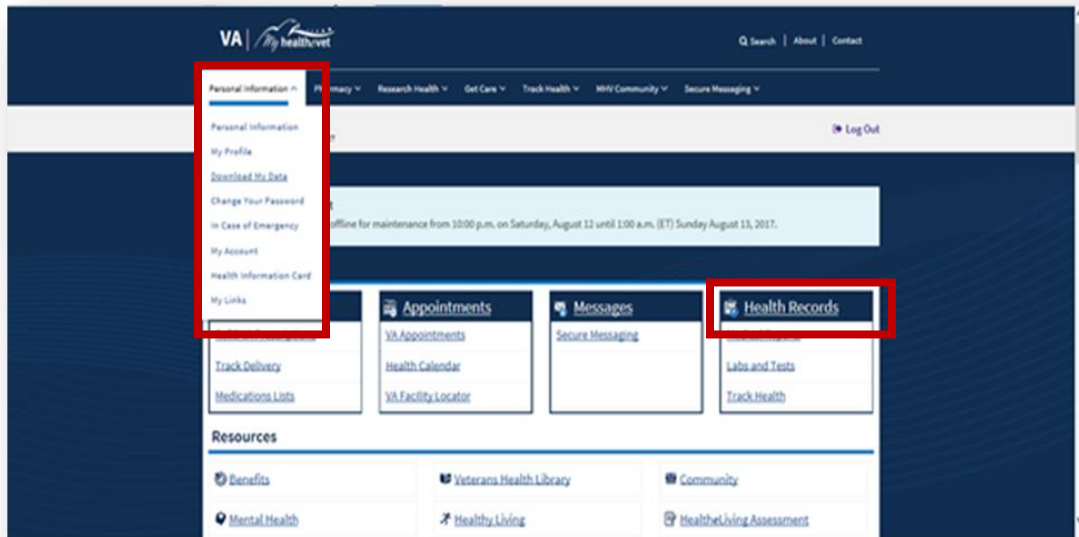 VA | My healthevet
Search | About | Contact
Personal Information Pharmacy Research Health Get Care Track Health MHV Community Secure Messaging
Log Out
Personal Information
My Profile
Download My Data
Change Your Password
In Case of Emergency
My Account
Health Information Card
My Links
offline for maintenance from 10:00 p.m. on Saturday, August 12 until 1:00 a.m. (ET) Sunday August 13, 2017.
Appointments Messages Health Records
VA Appointments Secure Messaging
Track Delivery Health Calendar Labs and Tests
Medications Lists VA Facility Locator Track Health
Resources
Benefits Veterans Health Library Community
Mental Health Healthy Living HealtheLiving Assessment